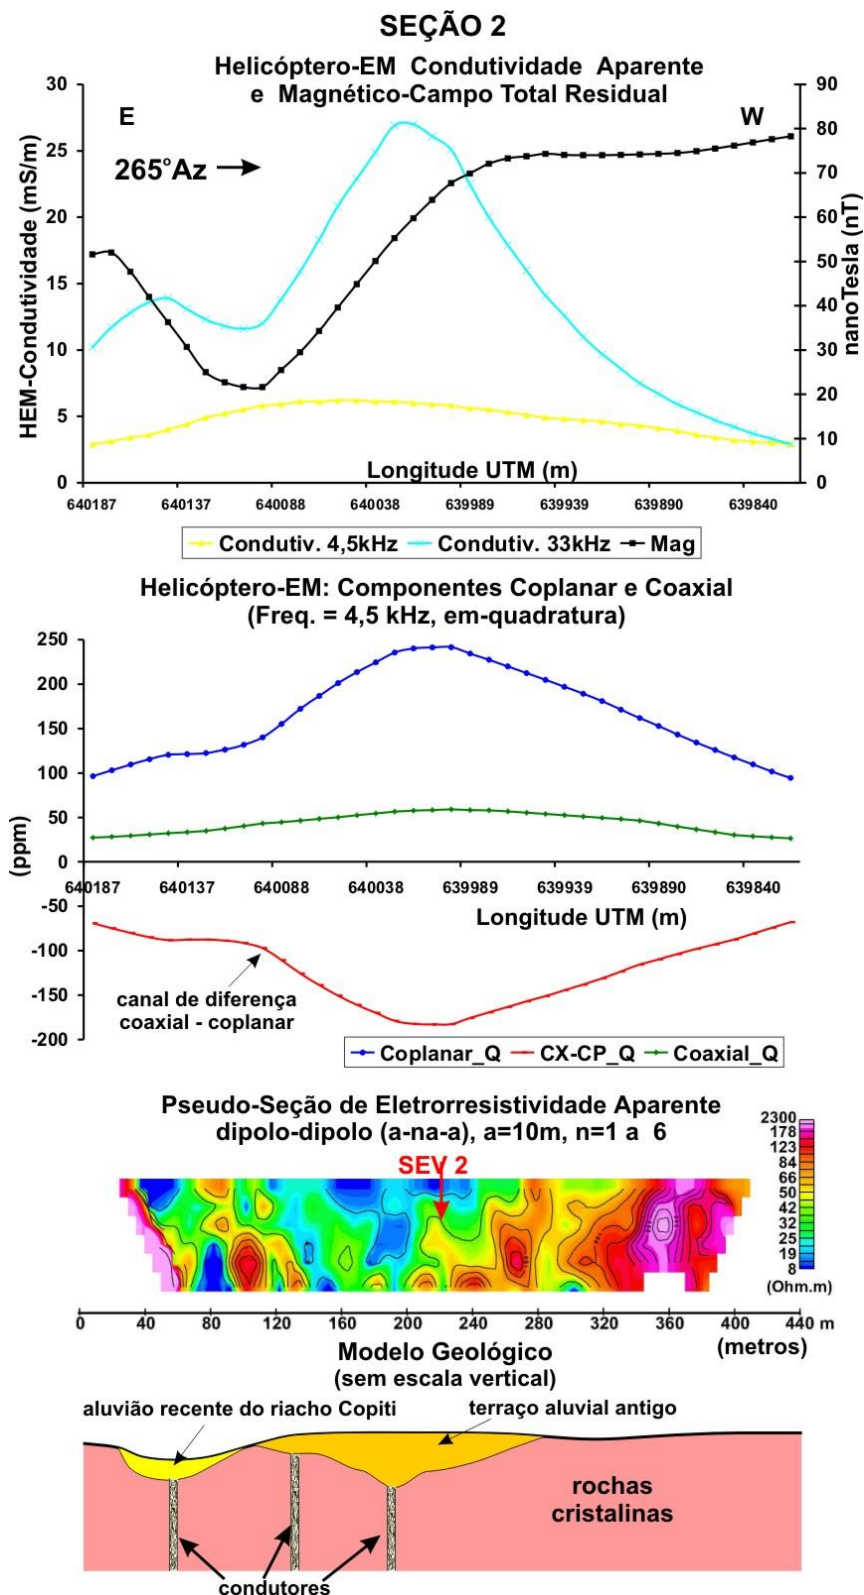 SEÇÃO 2
Helicóptero-EM Condutividade Aparente
e Magnético-Campo Total Residual
E
W
265°Az
HEM-Condutividade (mS/m)
30
25
20
15
10
5
0
nanoTesla (nT)
90
80
70
60
50
40
30
20
10
0
Longitude UTM (m)
640187 640137 640088 640038 639989 639939 639890 639840
Condutiv. 4,5kHz Condutiv. 33kHz Mag
Helicóptero-EM: Componentes Coplanar e Coaxial
(Freq. = 4,5 kHz, em-quadratura)
(ppm)
250
200
150
100
50
0
640187 640137 640088 640038 639989 639939 639890 639840
-50
-100
-150
-200
Longitude UTM (m)
canal de diferença
coaxial - coplanar
Coplanar_Q CX-CP_Q Coaxial_Q
Pseudo-Seção de Eletrorresistividade Aparente
dipolo-dipolo (a-na-a), a=10m, n=1 a 6
SEV 2
2300
178
123
84
66
50
42
32
25
19
8
(Ohm.m)
0 40 80 120 160 200 240 280 320 360 400 440 m
(metros)
Modelo Geológico
(sem escala vertical)
aluvião recente do riacho Copiti
terraço aluvial antigo
rochas
cristalinas
condutores